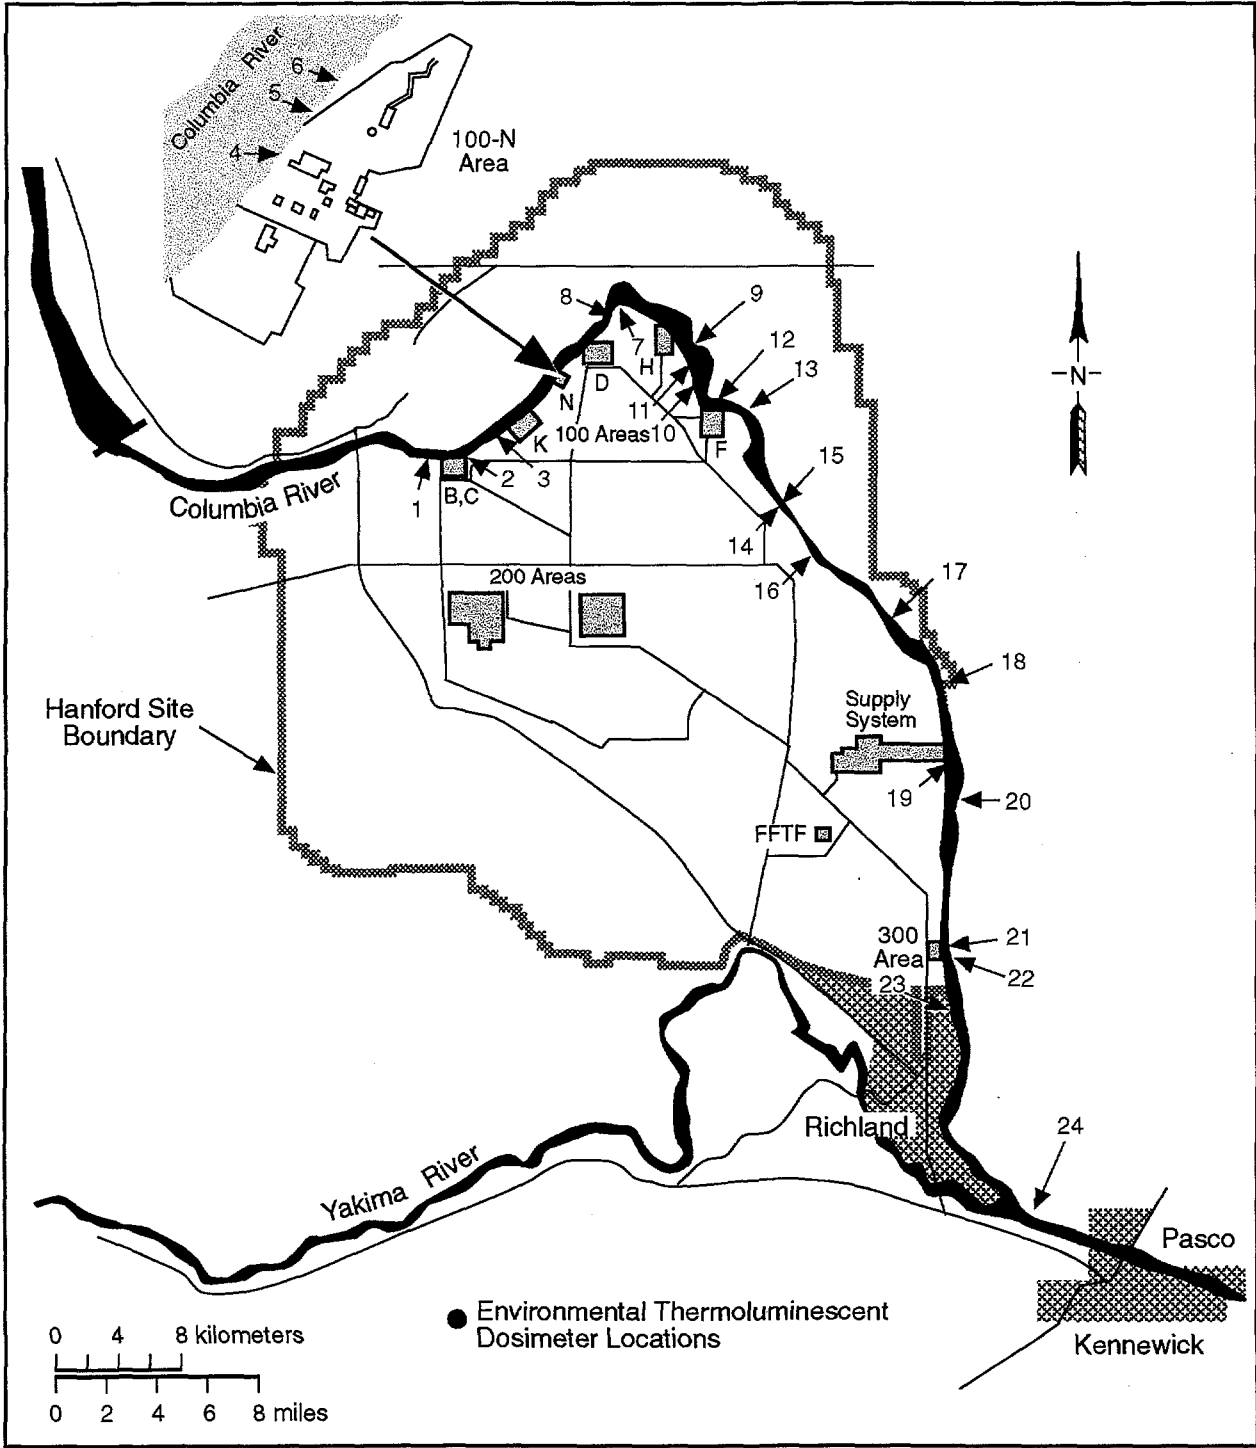 Columbia River
6
5
4
100-N
Area
8
7
9
12
13
H
D
N
11
100 Areas
10
F
K
15
Columbia River
1
B,C
2
3
14
16
17
200 Areas
18
Hanford Site
Boundary
Supply
System
19
20
FFTF
300
Area
21
22
23
Richland
24
Yakima River
Pasco
Kennewick
N
Environmental Thermoluminescent
Dosimeter Locations
0 4 8 kilometers
0 2 4 6 8 miles